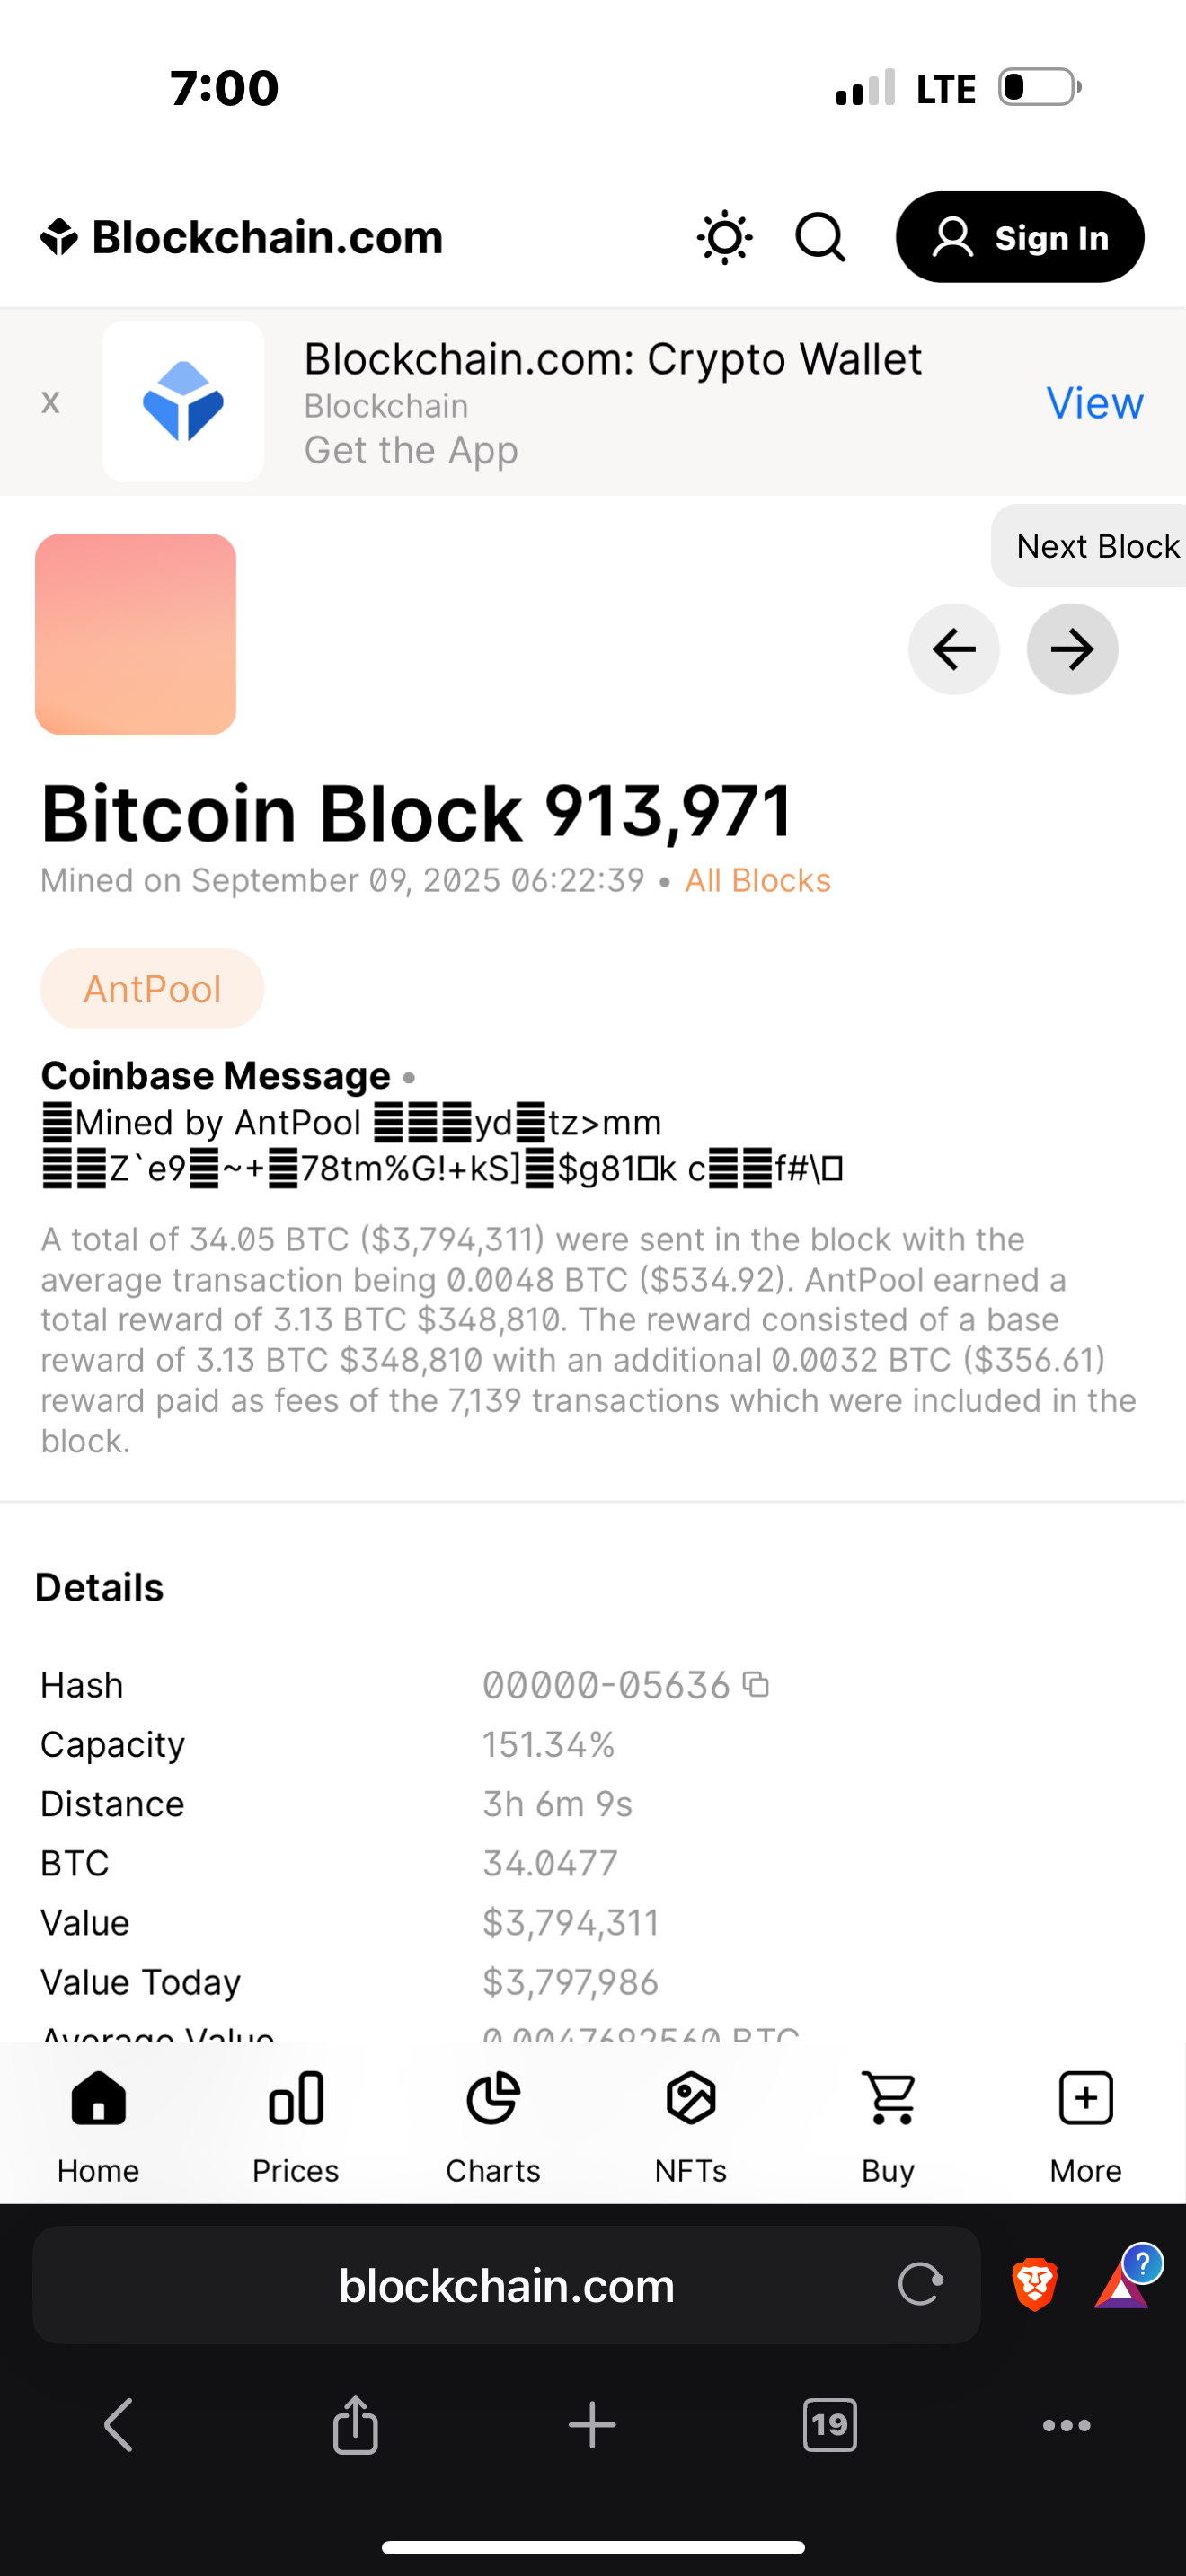 7:00
LTE
Blockchain.com
Sign In
x
Blockchain.com: Crypto Wallet
Blockchain
Get the App
View
Next Block
Bitcoin Block 913,971
Mined on September 09, 2025 06:22:39 • All Blocks
AntPool
Coinbase Message •
Mined by AntPool yd tz>mm
Z`e9 ~+ 78tm%G!+kS] $g81 k c f#\
A total of 34.05 BTC ($3,794,311) were sent in the block with the
average transaction being 0.0048 BTC ($534.92). AntPool earned a
total reward of 3.13 BTC $348,810. The reward consisted of a base
reward of 3.13 BTC $348,810 with an additional 0.0032 BTC ($356.61)
reward paid as fees of the 7,139 transactions which were included in the
block.
Details
Hash 00000-05636
Capacity 151.34%
Distance 3h 6m 9s
BTC 34.0477
Value $3,794,311
Value Today $3,797,986
Average Value 0.0047692560 BTC
Home Prices Charts NFTs Buy More
blockchain.com
?
19